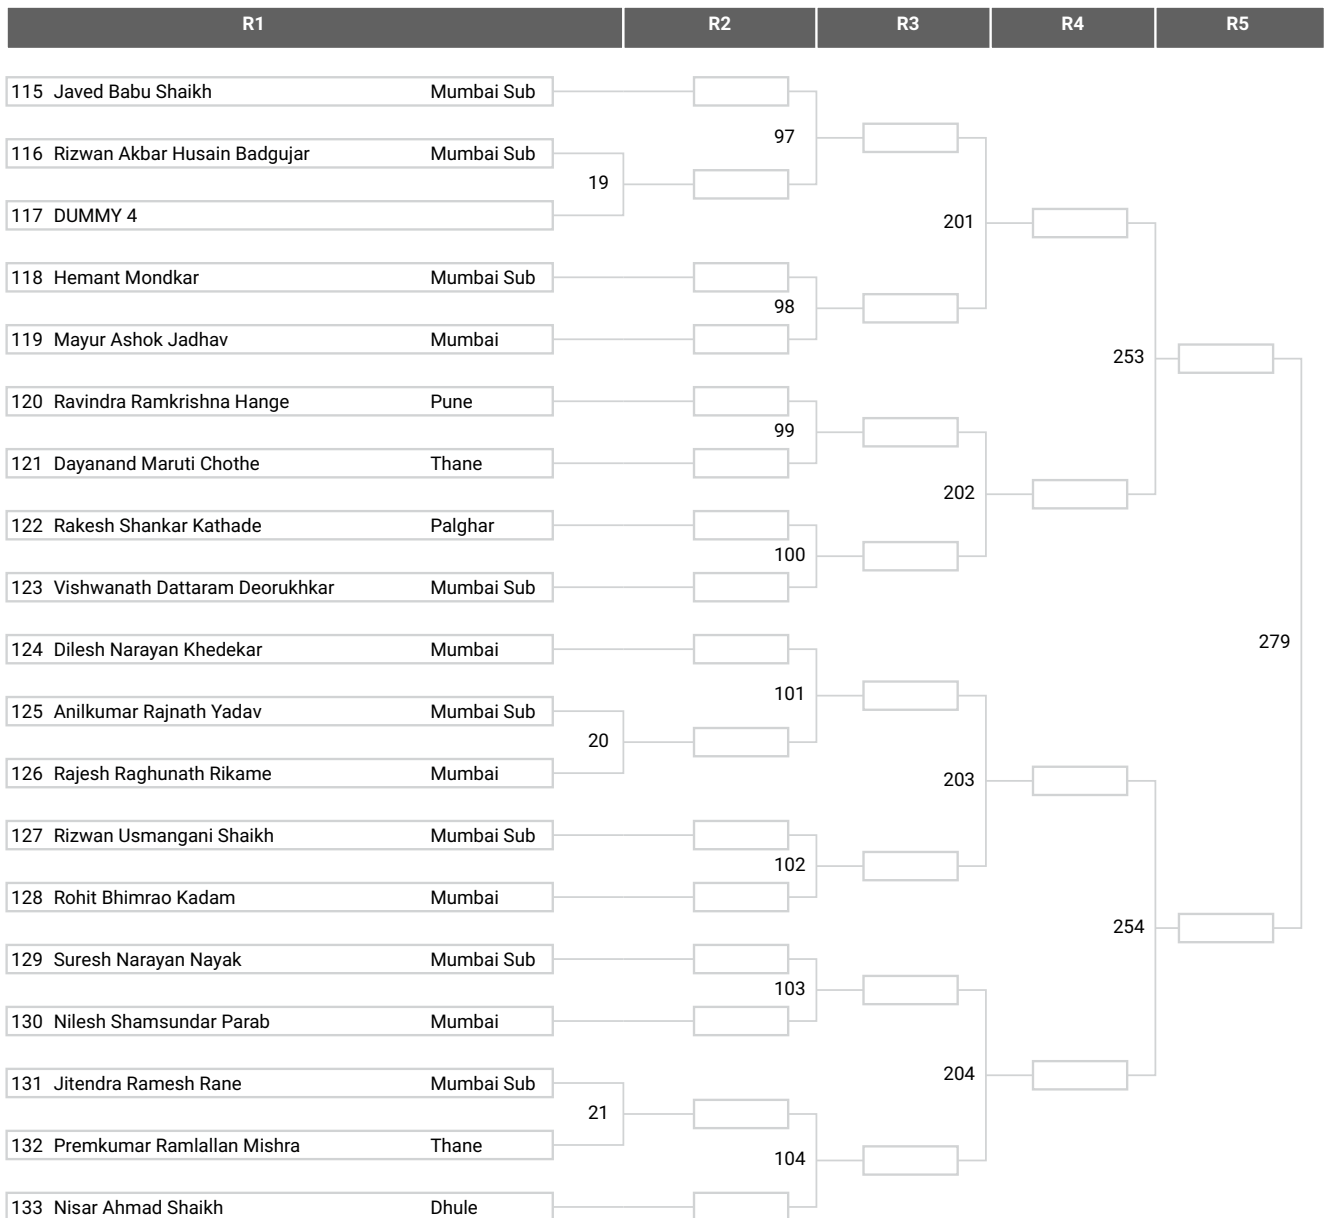 R1 R2 R3 R4 R5
115 Javed Babu Shaikh Mumbai Sub
97
116 Rizwan Akbar Husain Badgujar Mumbai Sub
19
117 DUMMY 4
201
118 Hemant Mondkar Mumbai Sub
98
119 Mayur Ashok Jadhav Mumbai
253
120 Ravindra Ramkrishna Hange Pune
99
121 Dayanand Maruti Chothe Thane
202
122 Rakesh Shankar Kathade Palghar
100
123 Vishwanath Dattaram Deorukhkar Mumbai Sub
279
124 Dilesh Narayan Khedekar Mumbai
101
125 Anilkumar Rajnath Yadav Mumbai Sub
20
126 Rajesh Raghunath Rikame Mumbai
203
127 Rizwan Usmangani Shaikh Mumbai Sub
102
128 Rohit Bhimrao Kadam Mumbai
254
129 Suresh Narayan Nayak Mumbai Sub
103
130 Nilesh Shamsundar Parab Mumbai
204
131 Jitendra Ramesh Rane Mumbai Sub
21
132 Premkumar Ramlallan Mishra Thane
104
133 Nisar Ahmad Shaikh Dhule